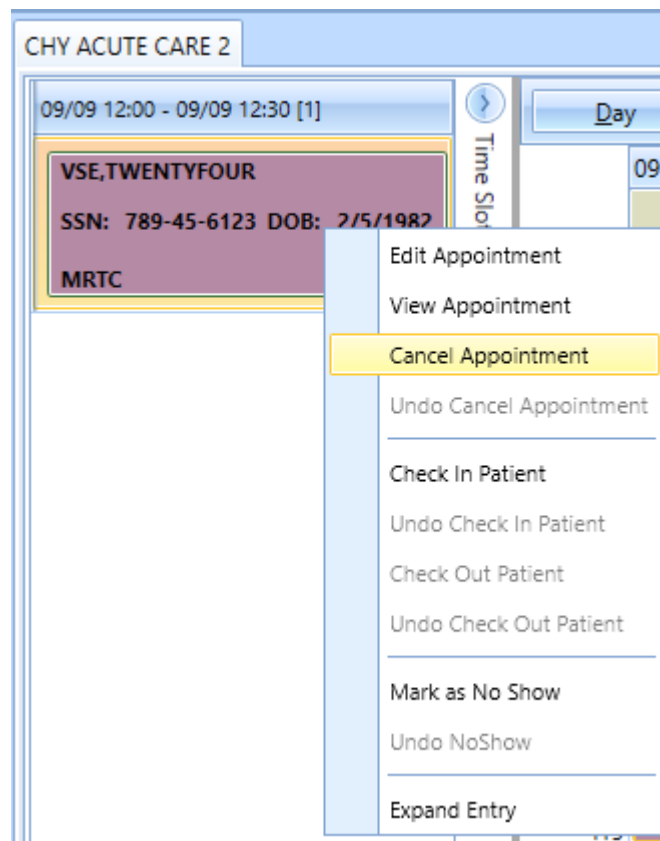 CHY ACUTE CARE 2
09/09 12:00 - 09/09 12:30 [1]
Day
Time Slot
09
VSE,TWENTYFOUR
SSN: 789-45-6123 DOB: 2/5/1982
MRTC
Edit Appointment
View Appointment
Cancel Appointment
Undo Cancel Appointment
Check In Patient
Undo Check In Patient
Check Out Patient
Undo Check Out Patient
Mark as No Show
Undo NoShow
Expand Entry